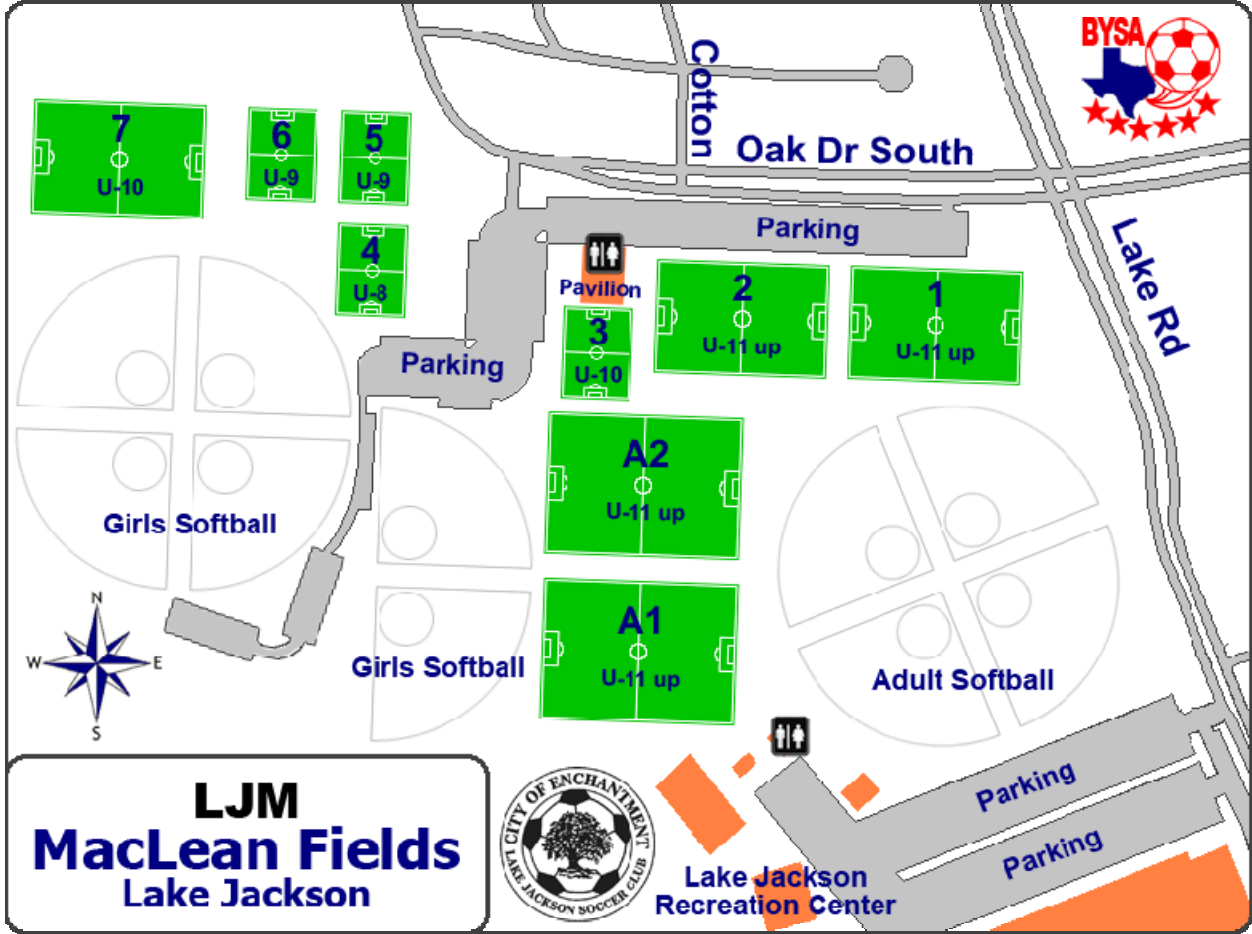 BYSA
Cotton
Oak Dr South
Lake Rd
7
U-10
6
U-9
5
U-9
4
U-8
Parking
Pavilion
3
U-10
2
U-11 up
1
U-11 up
Parking
A2
U-11 up
A1
U-11 up
Girls Softball
Girls Softball
Adult Softball
N
W
E
S
Parking
Parking
LJM
MacLean Fields
Lake Jackson
CITY OF ENCHANTMENT
LAKE JACKSON SOCCER CLUB
Lake Jackson
Recreation Center